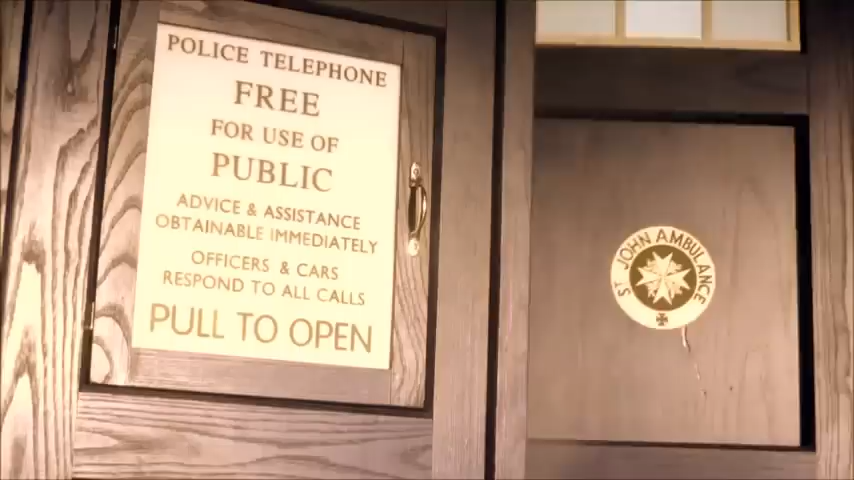 POLICE TELEPHONE
FREE
FOR USE OF
PUBLIC
ADVICE & ASSISTANCE
OBTAINABLE IMMEDIATELY
OFFICERS & CARS
RESPOND TO ALL CALLS
PULL TO OPEN
ST JOHN AMBULANCE